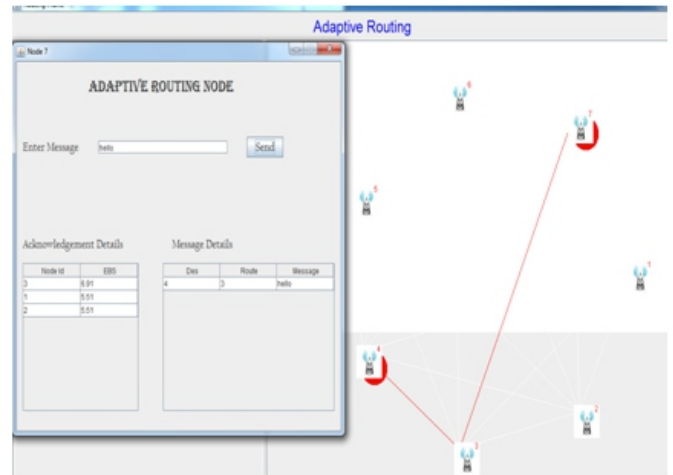 Adaptive Routing
Node 7
ADAPTIVE ROUTING NODE
Enter Message hello Send
Acknowledgement Details Message Details
Node Id EBS Des Route Message
3 6.91 4 3 hello
1 5.51
2 5.51
6
7
5
1
4
2
3